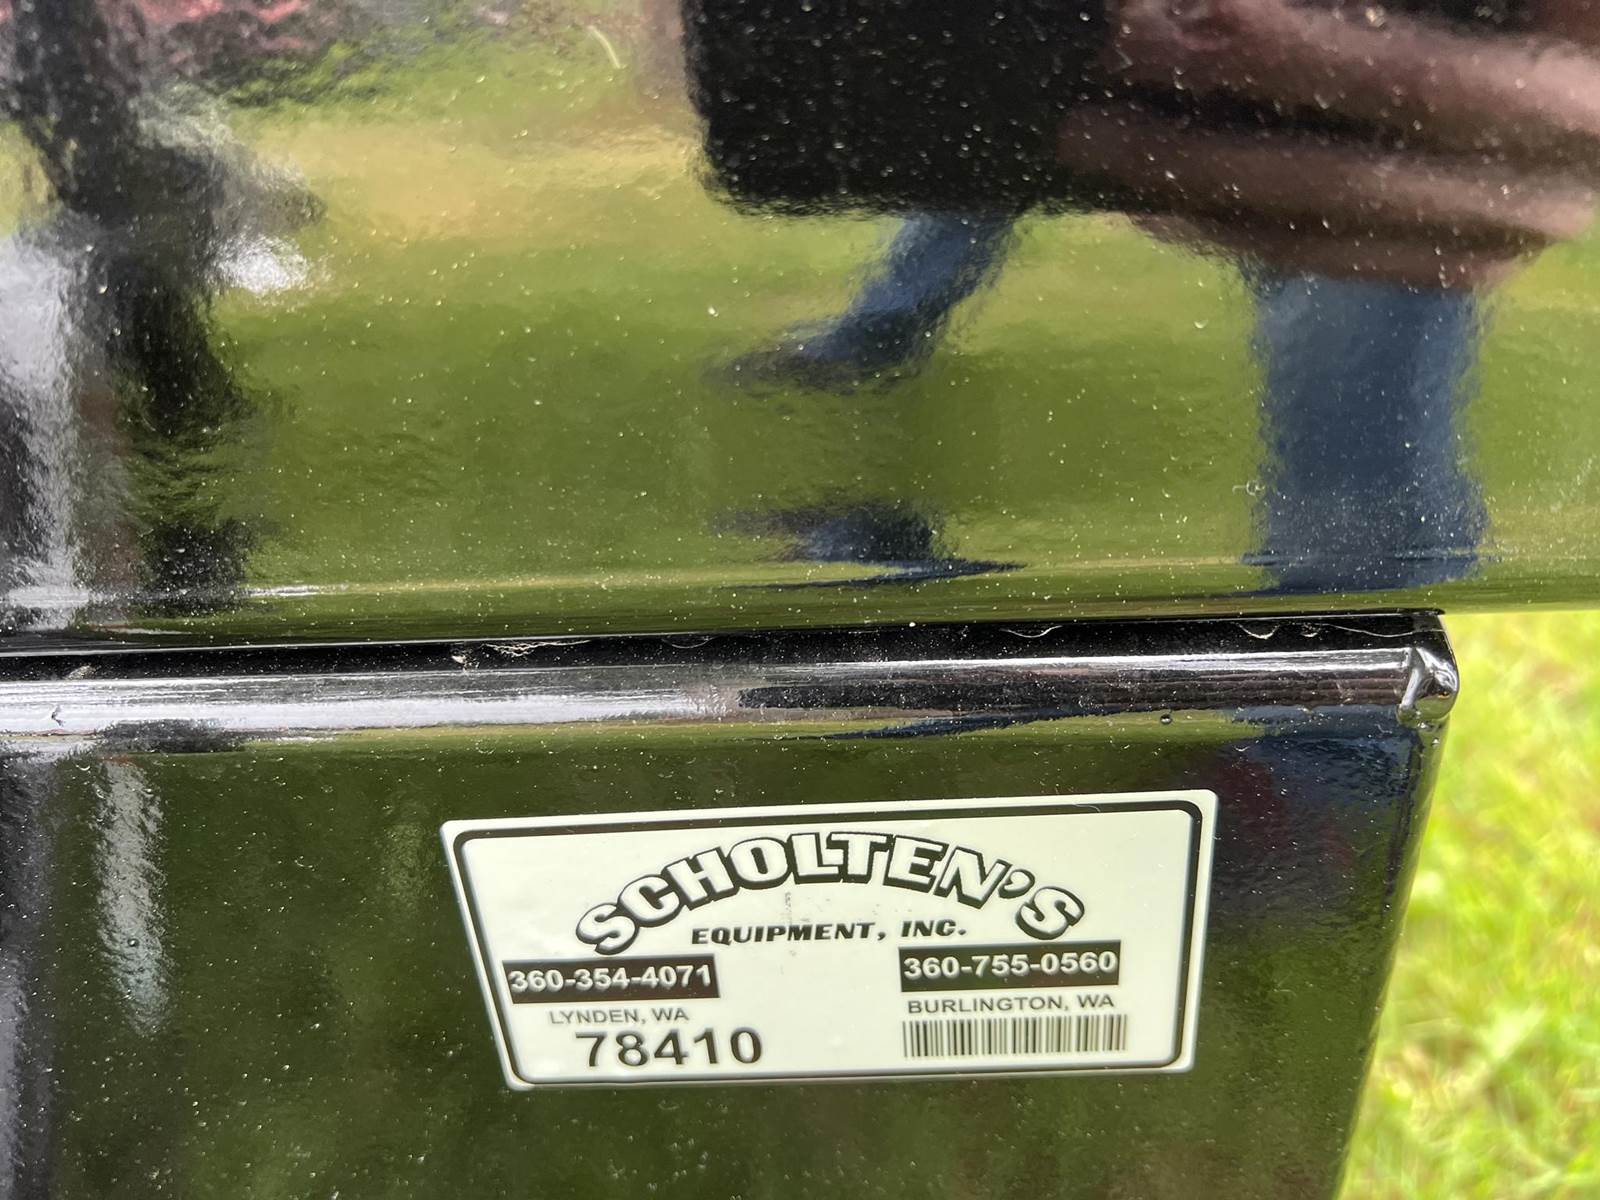 SCHOLTEN'S
EQUIPMENT, INC.
360-354-4071
LYNDEN, WA
360-755-0560
BURLINGTON, WA
78410